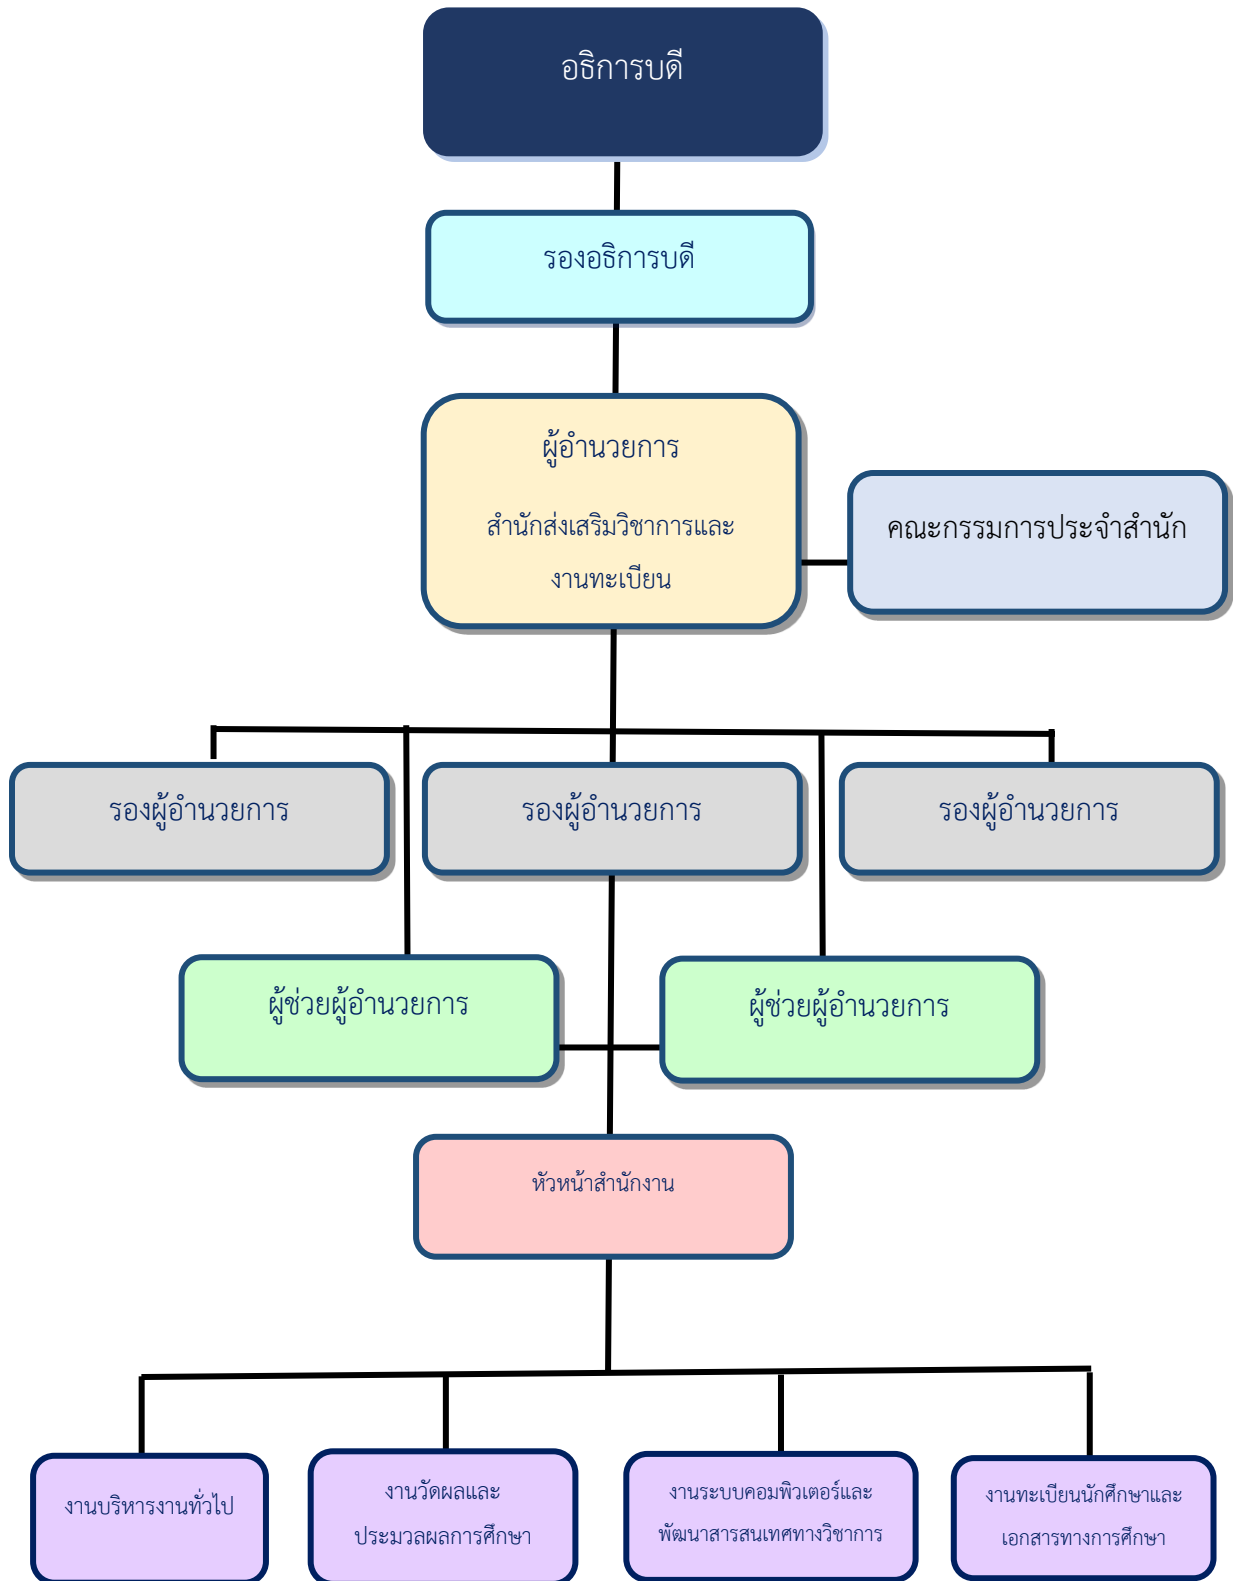 อธิการบดี
รองอธิการบดี
ผู้อำนวยการ
สำนักส่งเสริมวิชาการและ
งานทะเบียน
คณะกรรมการประจำสำนัก
รองผู้อำนวยการ
รองผู้อำนวยการ
รองผู้อำนวยการ
ผู้ช่วยผู้อำนวยการ
ผู้ช่วยผู้อำนวยการ
หัวหน้าสำนักงาน
งานบริหารงานทั่วไป
งานวัดผลและ
ประมวลผลการศึกษา
งานระบบคอมพิวเตอร์และ
พัฒนาสารสนเทศทางวิชาการ
งานทะเบียนนักศึกษาและ
เอกสารทางการศึกษา